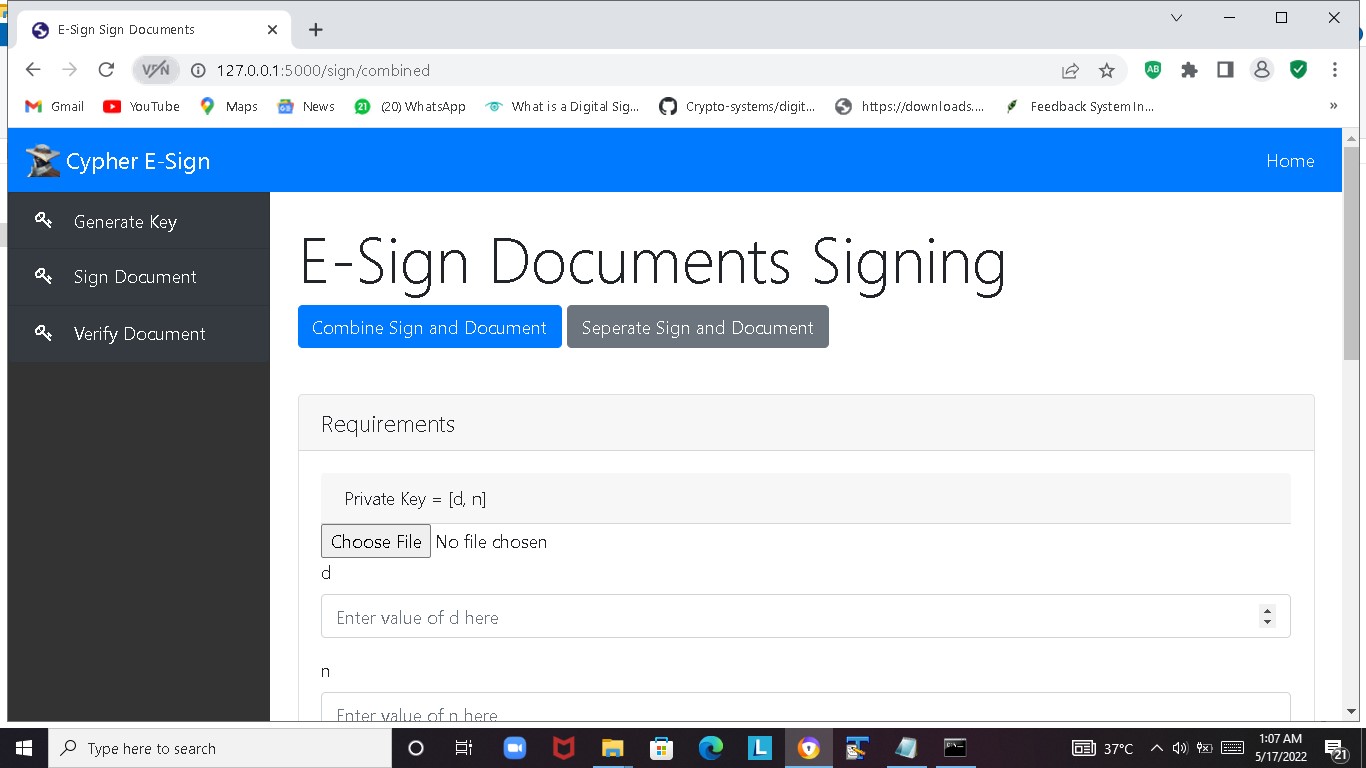 E-Sign Sign Documents
VPN
127.0.0.1:5000/sign/combined
AB
Gmail
YouTube
Maps
News
21
(20) WhatsApp
What is a Digital Sig...
Crypto-systems/digit...
https://downloads....
Feedback System In...
»
Cypher E-Sign
Home
Generate Key
Sign Document
Verify Document
E-Sign Documents Signing
Combine Sign and Document
Seperate Sign and Document
Requirements
Private Key = [d, n]
Choose File No file chosen
d
Enter value of d here
n
Enter value of n here
Type here to search
L
37°C
1:07 AM
5/17/2022
21